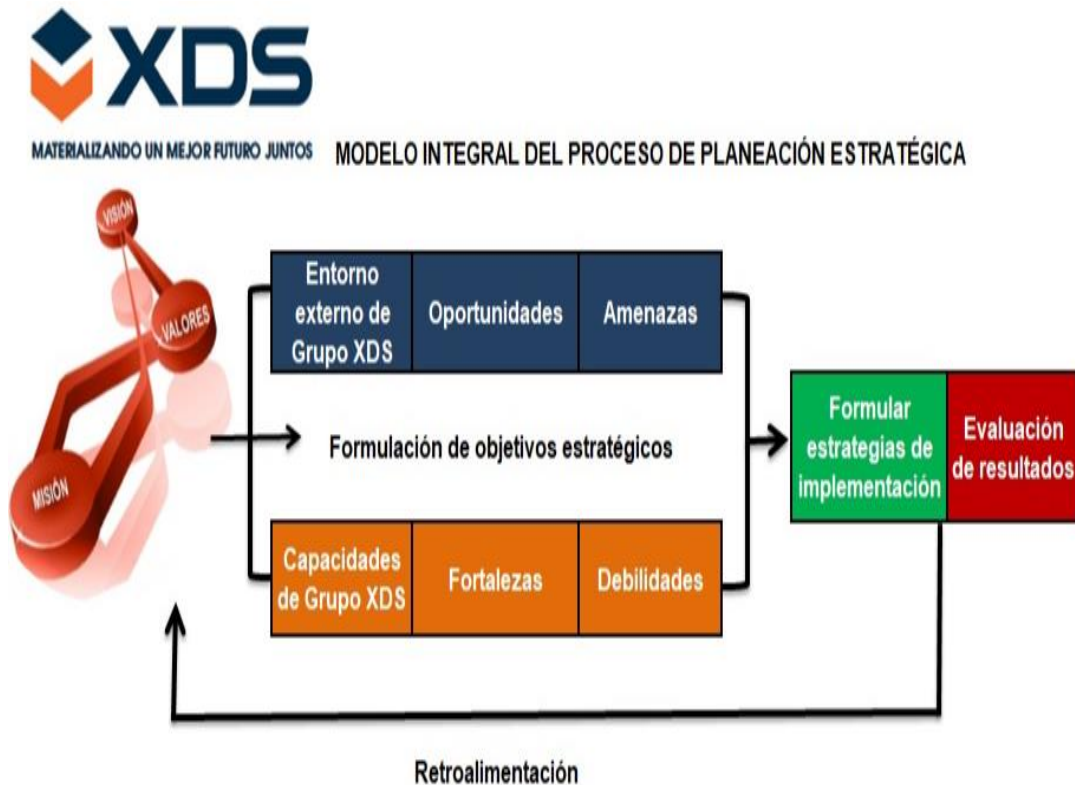 XDS
MATERIALIZANDO UN MEJOR FUTURO JUNTOS
MODELO INTEGRAL DEL PROCESO DE PLANEACIÓN ESTRATÉGICA
VISIÓN
VALORES
MISIÓN
Entorno
externo de
Grupo XDS
Oportunidades
Amenazas
Formulación de objetivos estratégicos
Capacidades
de Grupo XDS
Fortalezas
Debilidades
Formular
estrategias de
implementación
Evaluación
de resultados
Retroalimentación